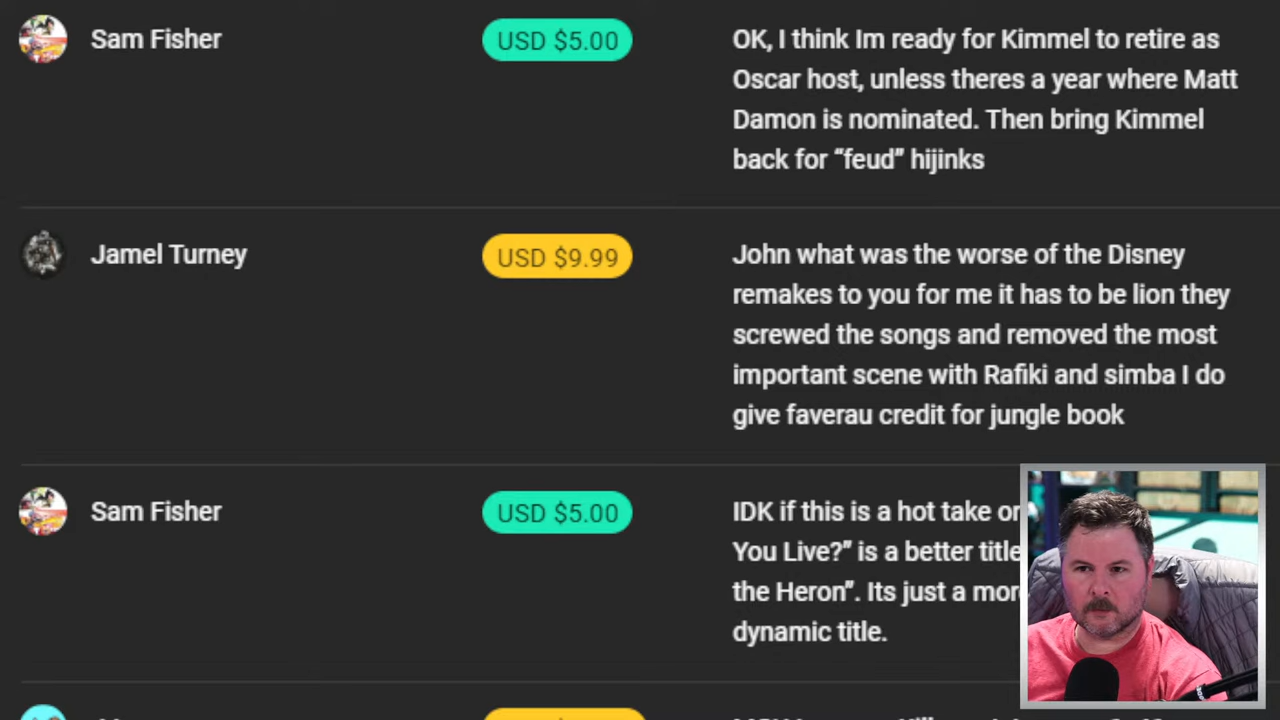 Sam Fisher
USD $5.00
OK, I think Im ready for Kimmel to retire as
Oscar host, unless theres a year where Matt
Damon is nominated. Then bring Kimmel
back for “feud” hijinks
Jamel Turney
USD $9.99
John what was the worse of the Disney
remakes to you for me it has to be lion they
screwed the songs and removed the most
important scene with Rafiki and simba I do
give faverau credit for jungle book
Sam Fisher
USD $5.00
IDK if this is a hot take or
You Live?” is a better title
the Heron”. Its just a more
dynamic title.